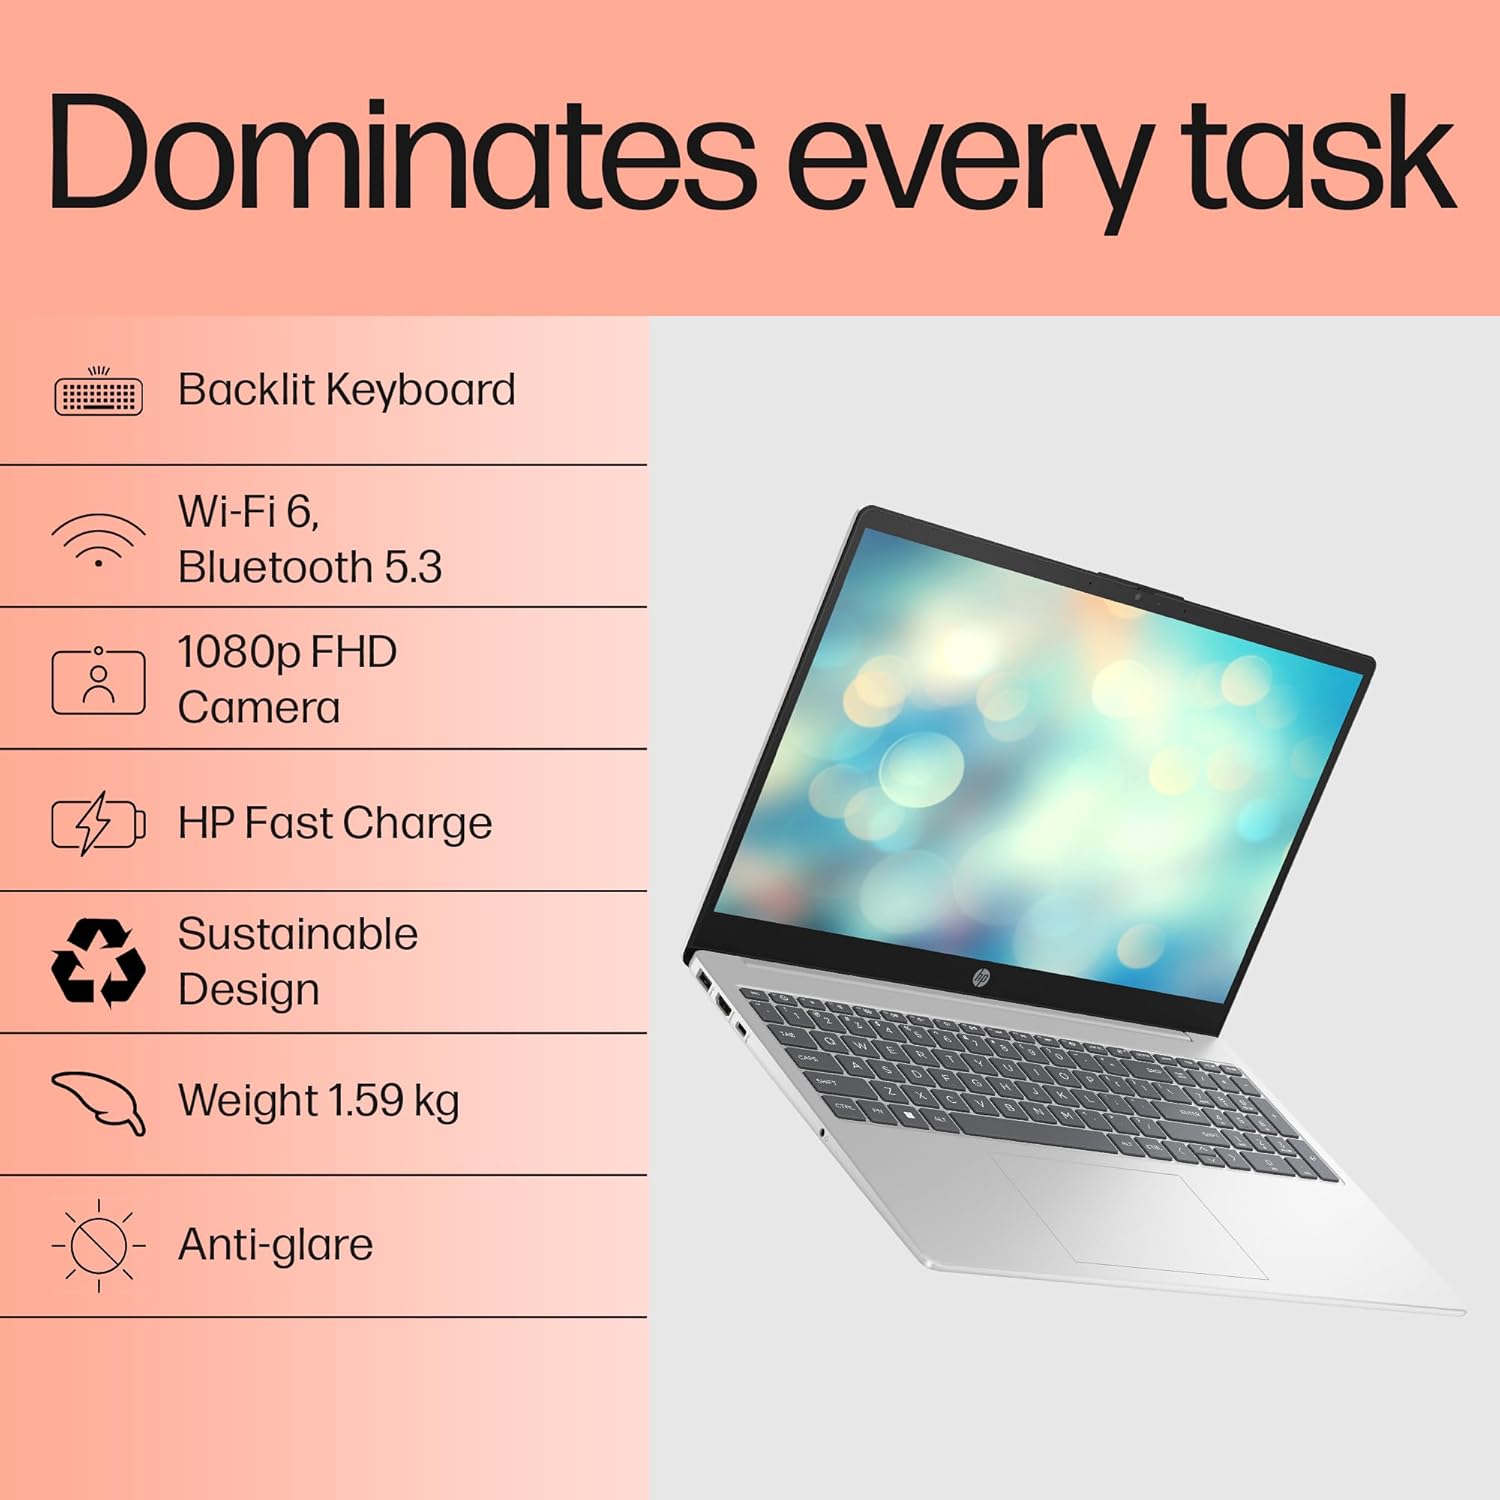 Dominates every task
Backlit Keyboard
Wi-Fi 6,
Bluetooth 5.3
1080p FHD
Camera
HP Fast Charge
Sustainable
Design
Weight 1.59 kg
Anti-glare
hp